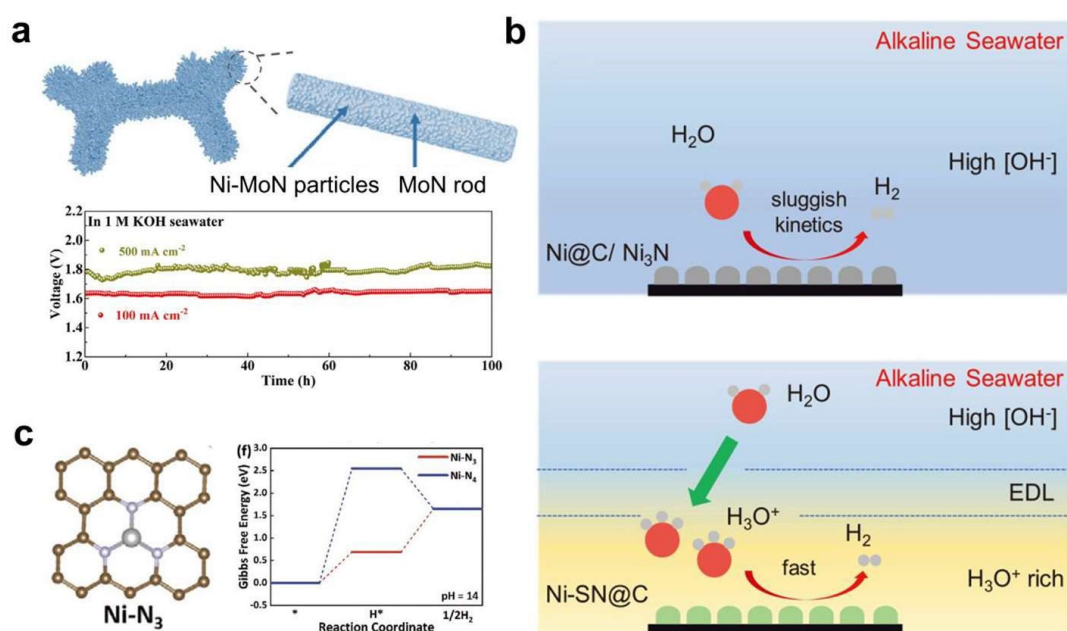 a
Ni-MoN particles
MoN rod
In 1 M KOH seawater
500 mA cm⁻²
100 mA cm⁻²
Voltage (V)
2.2
2.0
1.8
1.6
1.4
1.2
0
20
40
60
80
100
Time (h)
b
Alkaline Seawater
H₂O
High [OH⁻]
H₂
sluggish
kinetics
Ni@C/ Ni₃N
Alkaline Seawater
H₂O
High [OH⁻]
EDL
H₃O⁺
H₂
fast
H₃O⁺ rich
Ni-SN@C
c
Ni-N₃
(f)
Ni-N₃
Ni-N₄
Gibbs Free Energy (eV)
3.0
2.5
2.0
1.5
1.0
0.5
0.0
-0.5
pH = 14
*
H*
1/2H₂
Reaction Coordinate